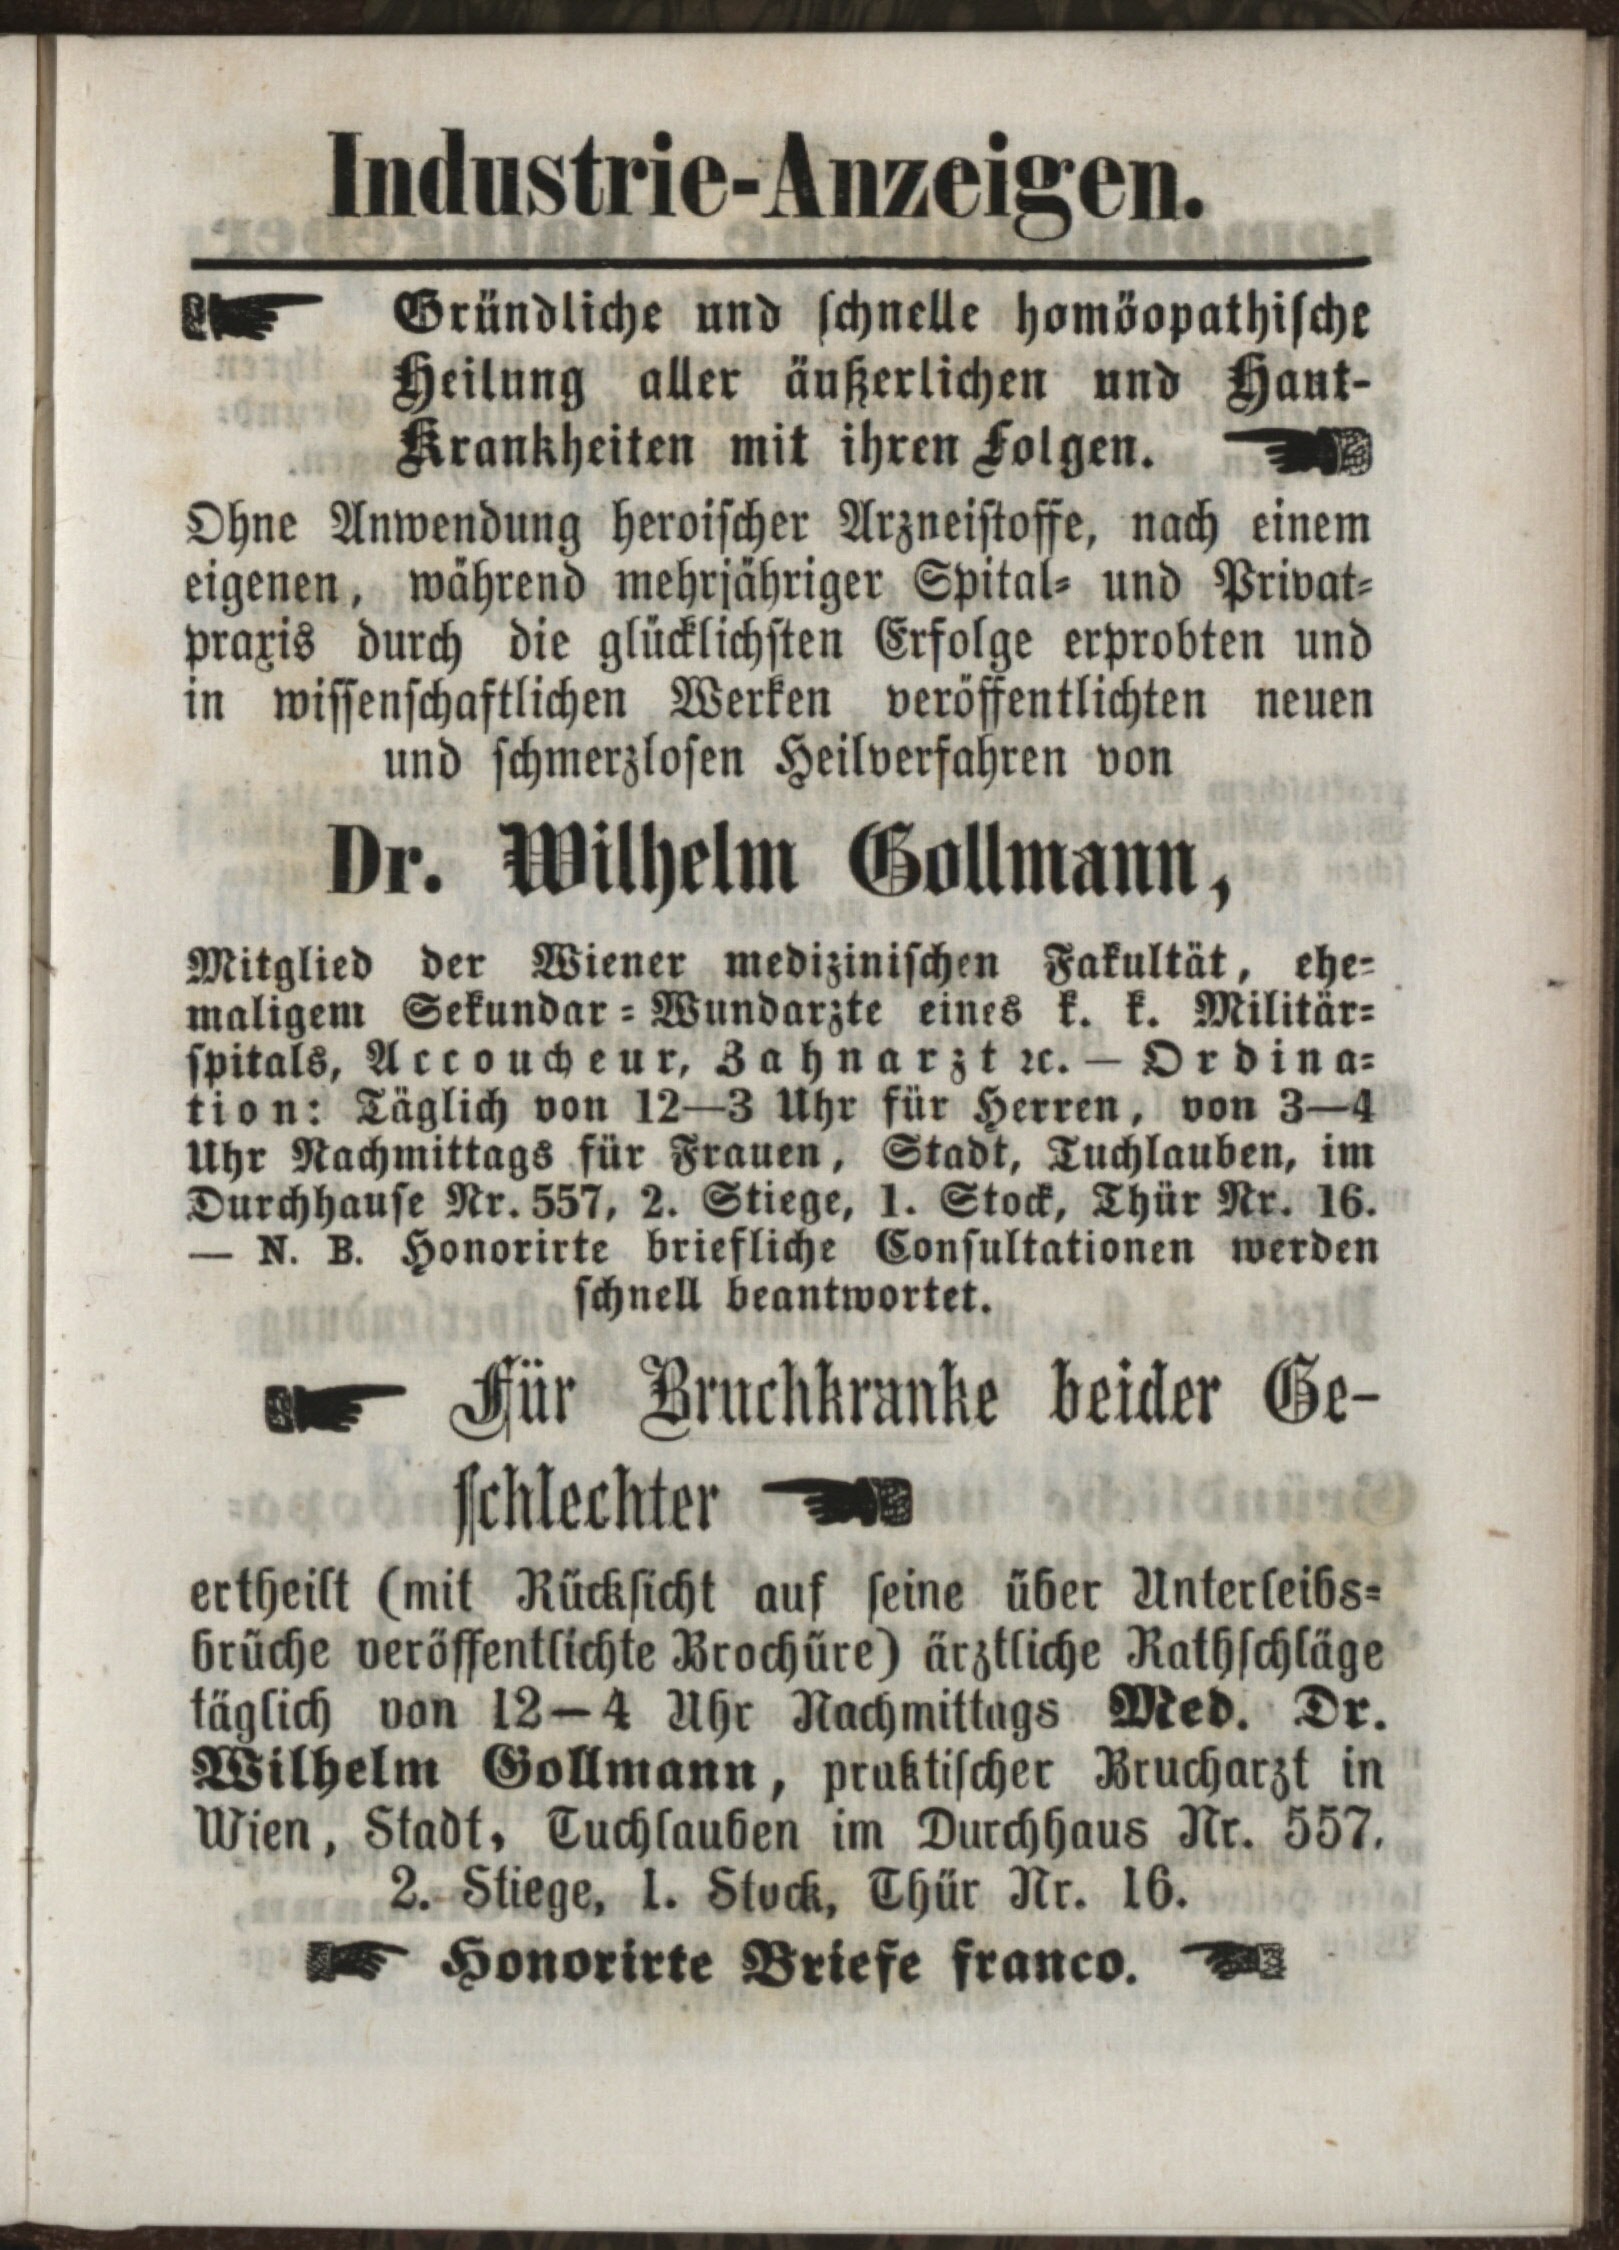 Industrie-Anzeigen.
Gründliche und schnelle homöopathische
Heilung aller äußerlichen und Haut-
Krankheiten mit ihren Folgen.
Ohne Anwendung heroischer Arzneistoffe, nach einem
eigenen, während mehrjähriger Spital- und Privat-
praxis durch die glücklichsten Erfolge erprobten und
in wissenschaftlichen Werken veröffentlichten neuen
und schmerzlosen Heilverfahren von
Dr. Wilhelm Gollmann,
Mitglied der Wiener medizinischen Fakultät, ehe-
maligem Sekundar-Wundarzte eines k. k. Militär-
spitals, Accoucheur, Zahnarzt ꝛc. — Ordina-
tion: Täglich von 12—3 Uhr für Herren, von 3—4
Uhr Nachmittags für Frauen, Stadt, Tuchlauben, im
Durchhause Nr. 557, 2. Stiege, 1. Stock, Thür Nr. 16.
— N. B. Honorirte briefliche Consultationen werden
schnell beantwortet.
Für Bruchkranke beider Ge-
schlechter
ertheilt (mit Rücksicht auf seine über Unterleibs-
brüche veröffentlichte Brochüre) ärztliche Rathschläge
täglich von 12—4 Uhr Nachmittags Med. Dr.
Wilhelm Gollmann, praktischer Brucharzt in
Wien, Stadt, Tuchlauben im Durchhaus Nr. 557,
2. Stiege, 1. Stock, Thür Nr. 16.
Honorirte Briefe franco.